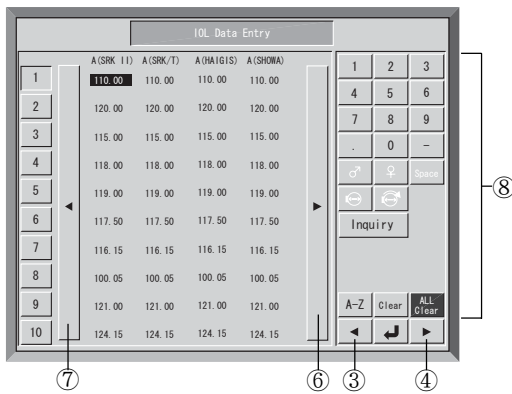 IOL Data Entry
A(SRK II) A(SRK/T) A(HAIGIS) A(SHOWA)
1 110.00 110.00 110.00 110.00
2 120.00 120.00 120.00 120.00
3 115.00 115.00 115.00 115.00
4 118.00 118.00 118.00 118.00
5 119.00 119.00 119.00 119.00
6 117.50 117.50 117.50 117.50
7 116.15 116.15 116.15 116.15
8 100.05 100.05 100.05 100.05
9 121.00 121.00 121.00 121.00
10 124.15 124.15 124.15 124.15
1 2 3
4 5 6
7 8 9
. 0 -
♂ ♀ Space
Inquiry
A-Z Clear ALL Clear
⑧
⑦ ⑥ ③ ④